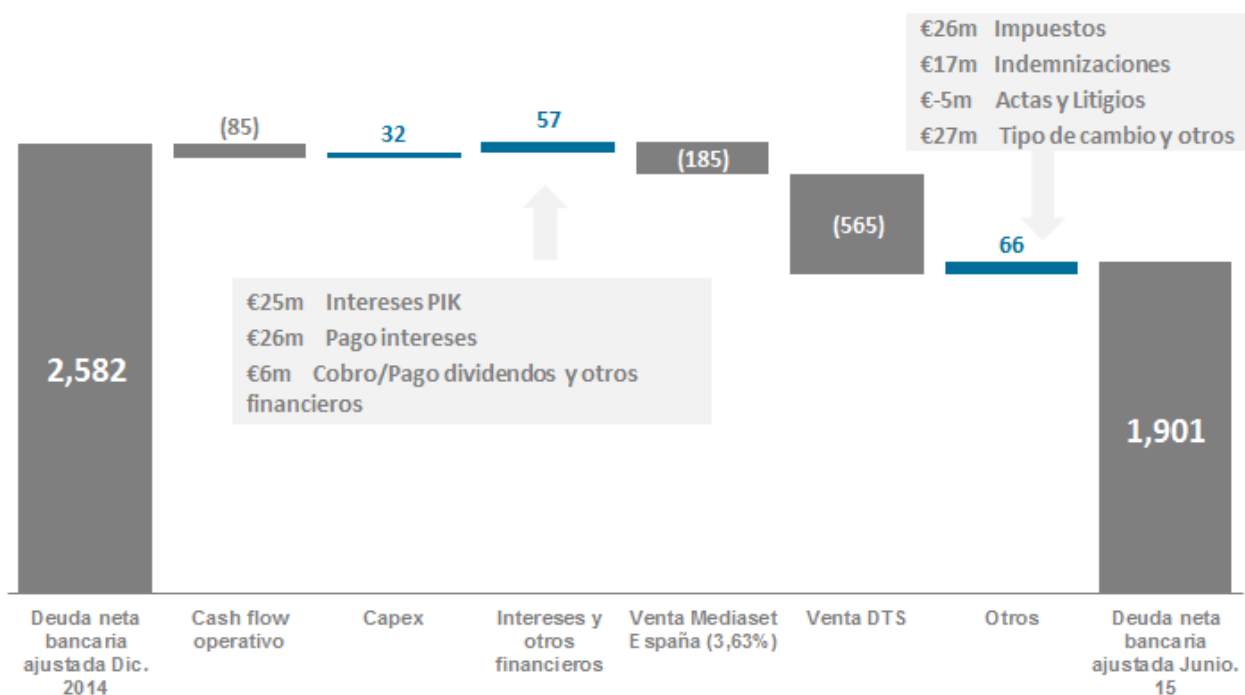 €26m Impuestos
€17m Indemnizaciones
€-5m Actas y Litigios
€27m Tipo de cambio y otros
(85)
32
57
(185)
(565)
66
€25m Intereses PIK
€26m Pago intereses
€6m Cobro/Pago dividendos y otros
financieros
2,582
1,901
Deuda neta
bancaria
ajustada Dic.
2014
Cash flow
operativo
Capex
Intereses y
otros
financieros
Venta Mediaset
España (3,63%)
Venta DTS
Otros
Deuda neta
bancaria
ajustada Junio.
15